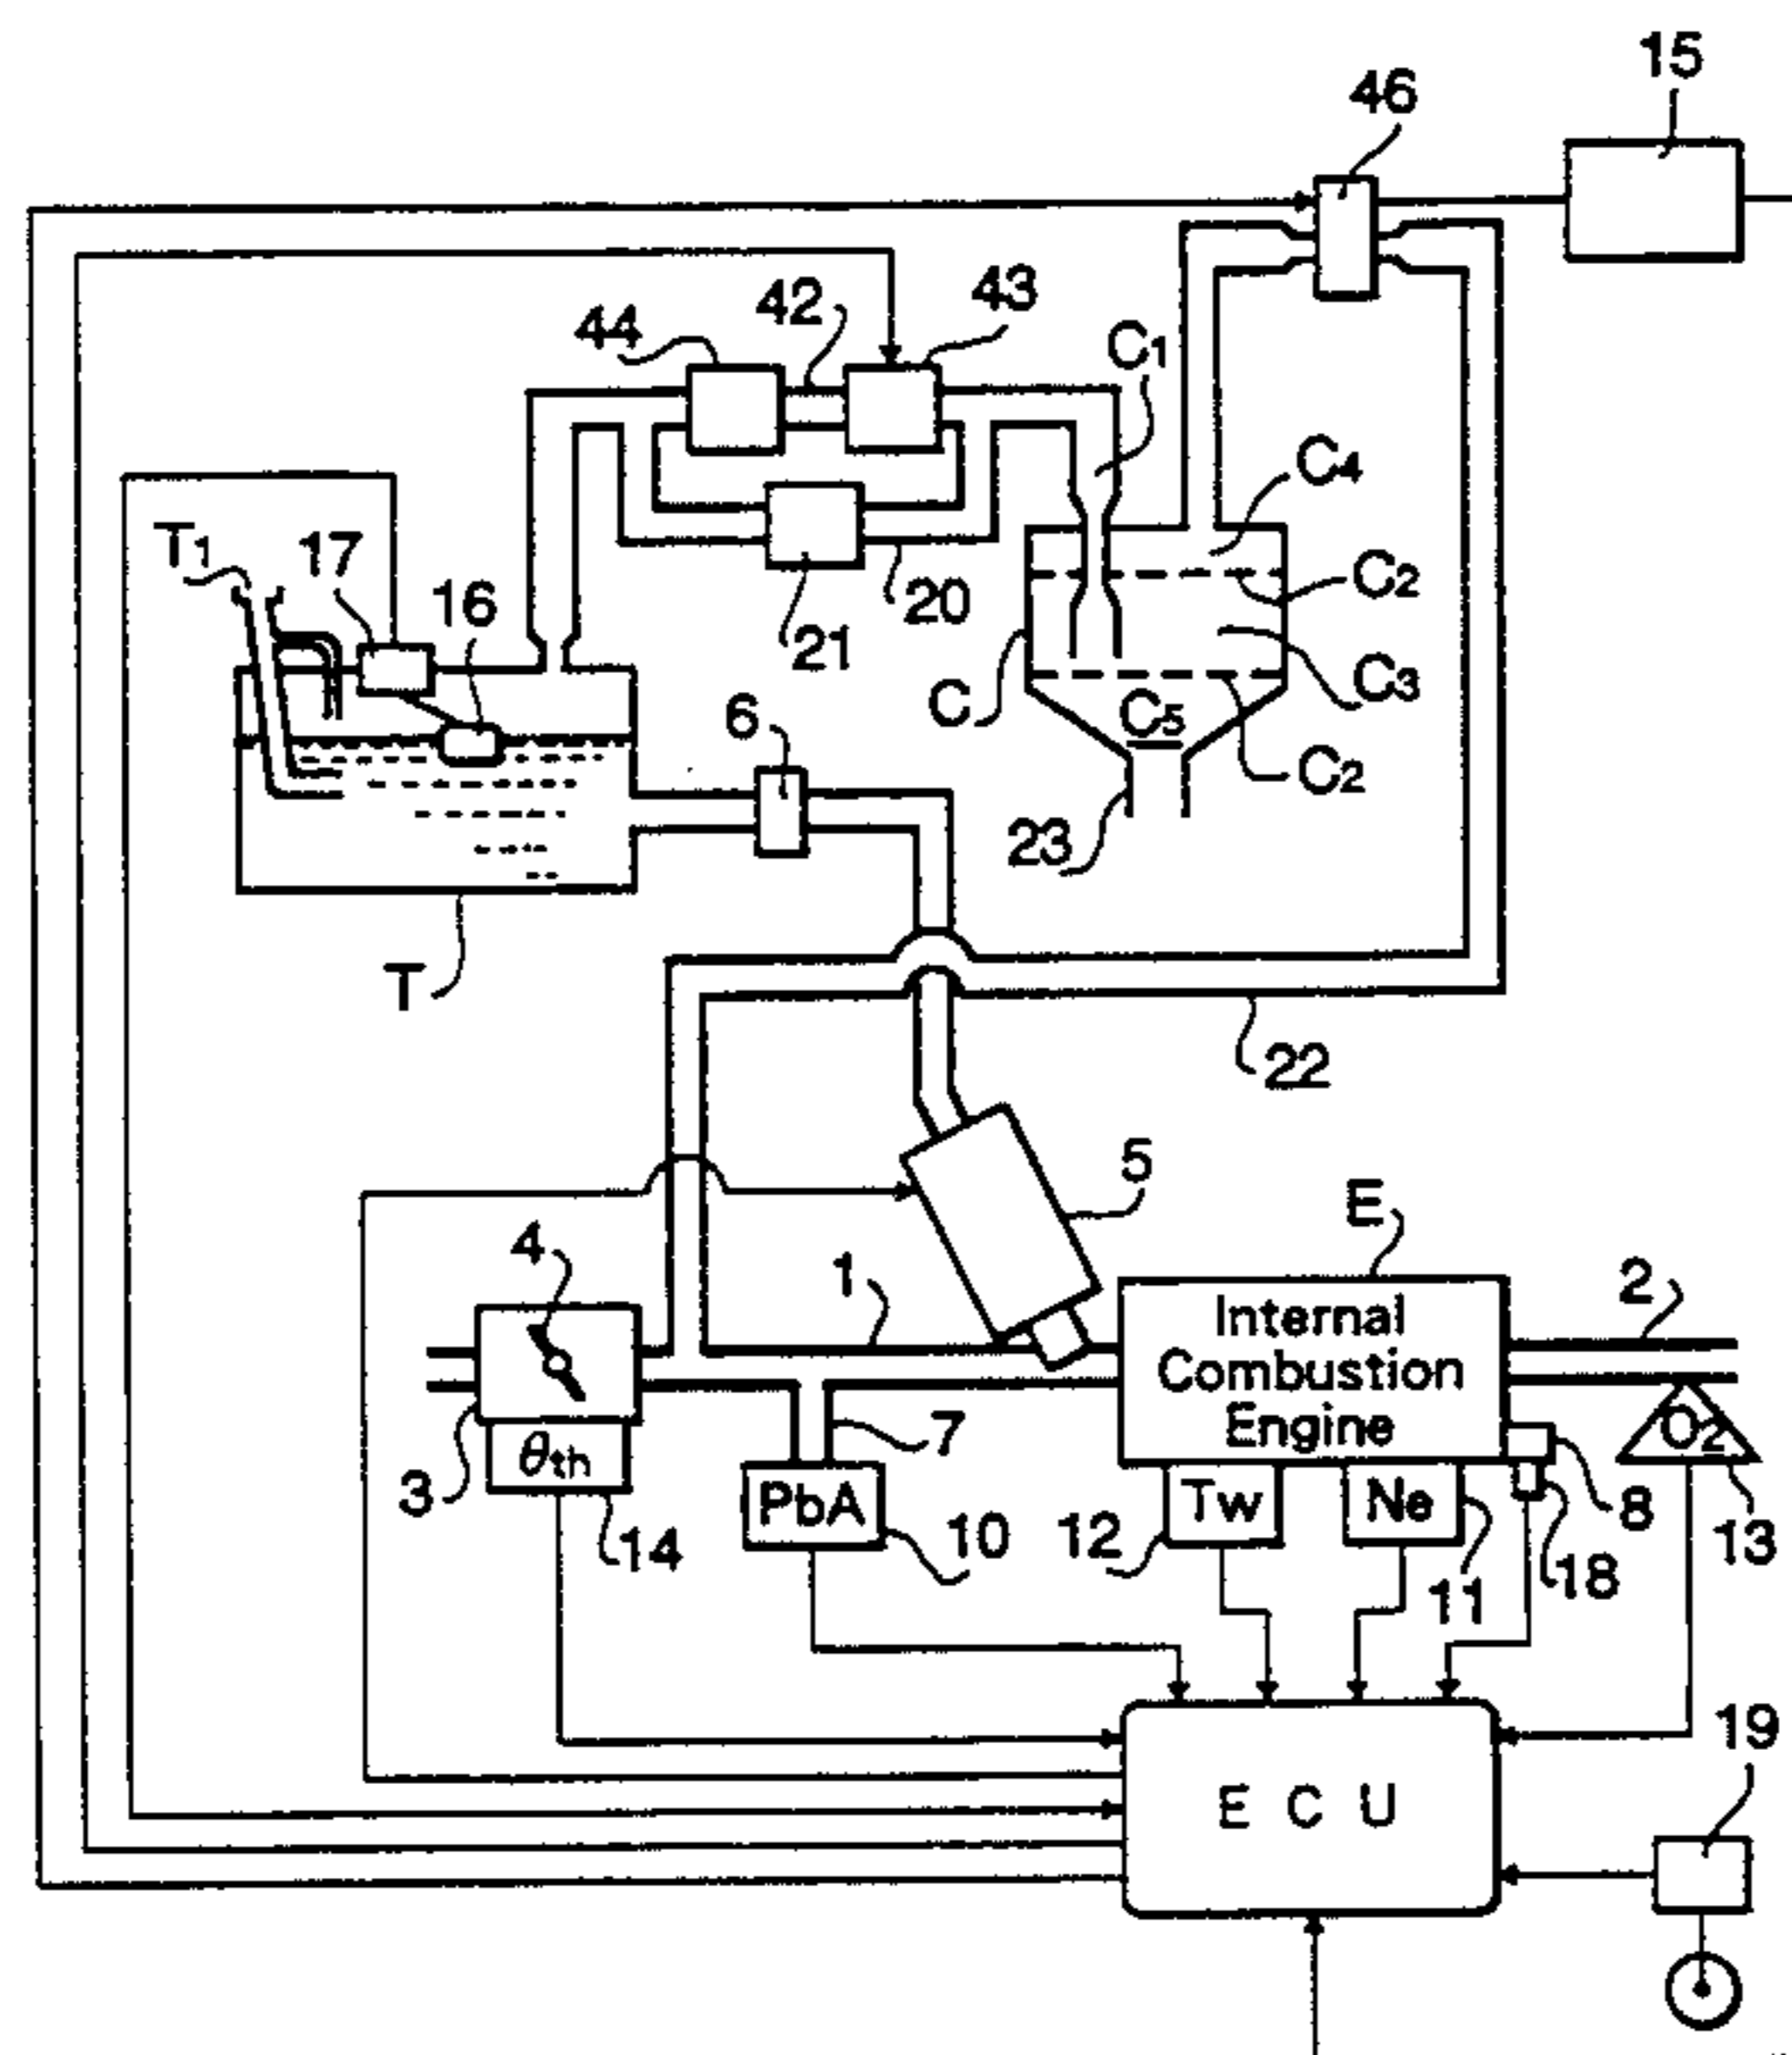 15
46
42
43
44
C1
C4
T1
17
16
C2
20
21
C3
6
C
C5
C2
23
T
22
5
E
4
1
2
Internal
Combustion
Engine
O2
7
θth
3
PbA
Tw
Ne
8
14
10
12
11
18
13
19
E C U